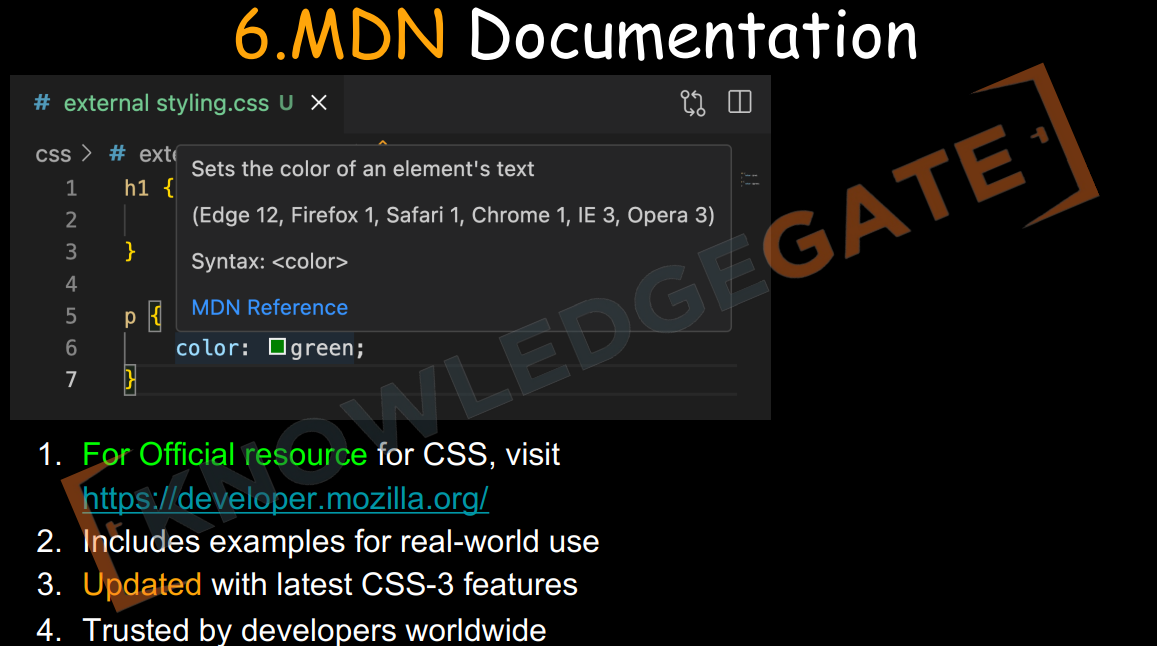 6.MDN Documentation
# external styling.css U ×
css > # exte
Sets the color of an element's text
(Edge 12, Firefox 1, Safari 1, Chrome 1, IE 3, Opera 3)
Syntax: <color>
MDN Reference
1 h1 {
2
3 }
4
5 p {
6 color: green;
7 }
KNOWLEDGEGATE
1. For Official resource for CSS, visit
https://developer.mozilla.org/
2. Includes examples for real-world use
3. Updated with latest CSS-3 features
4. Trusted by developers worldwide